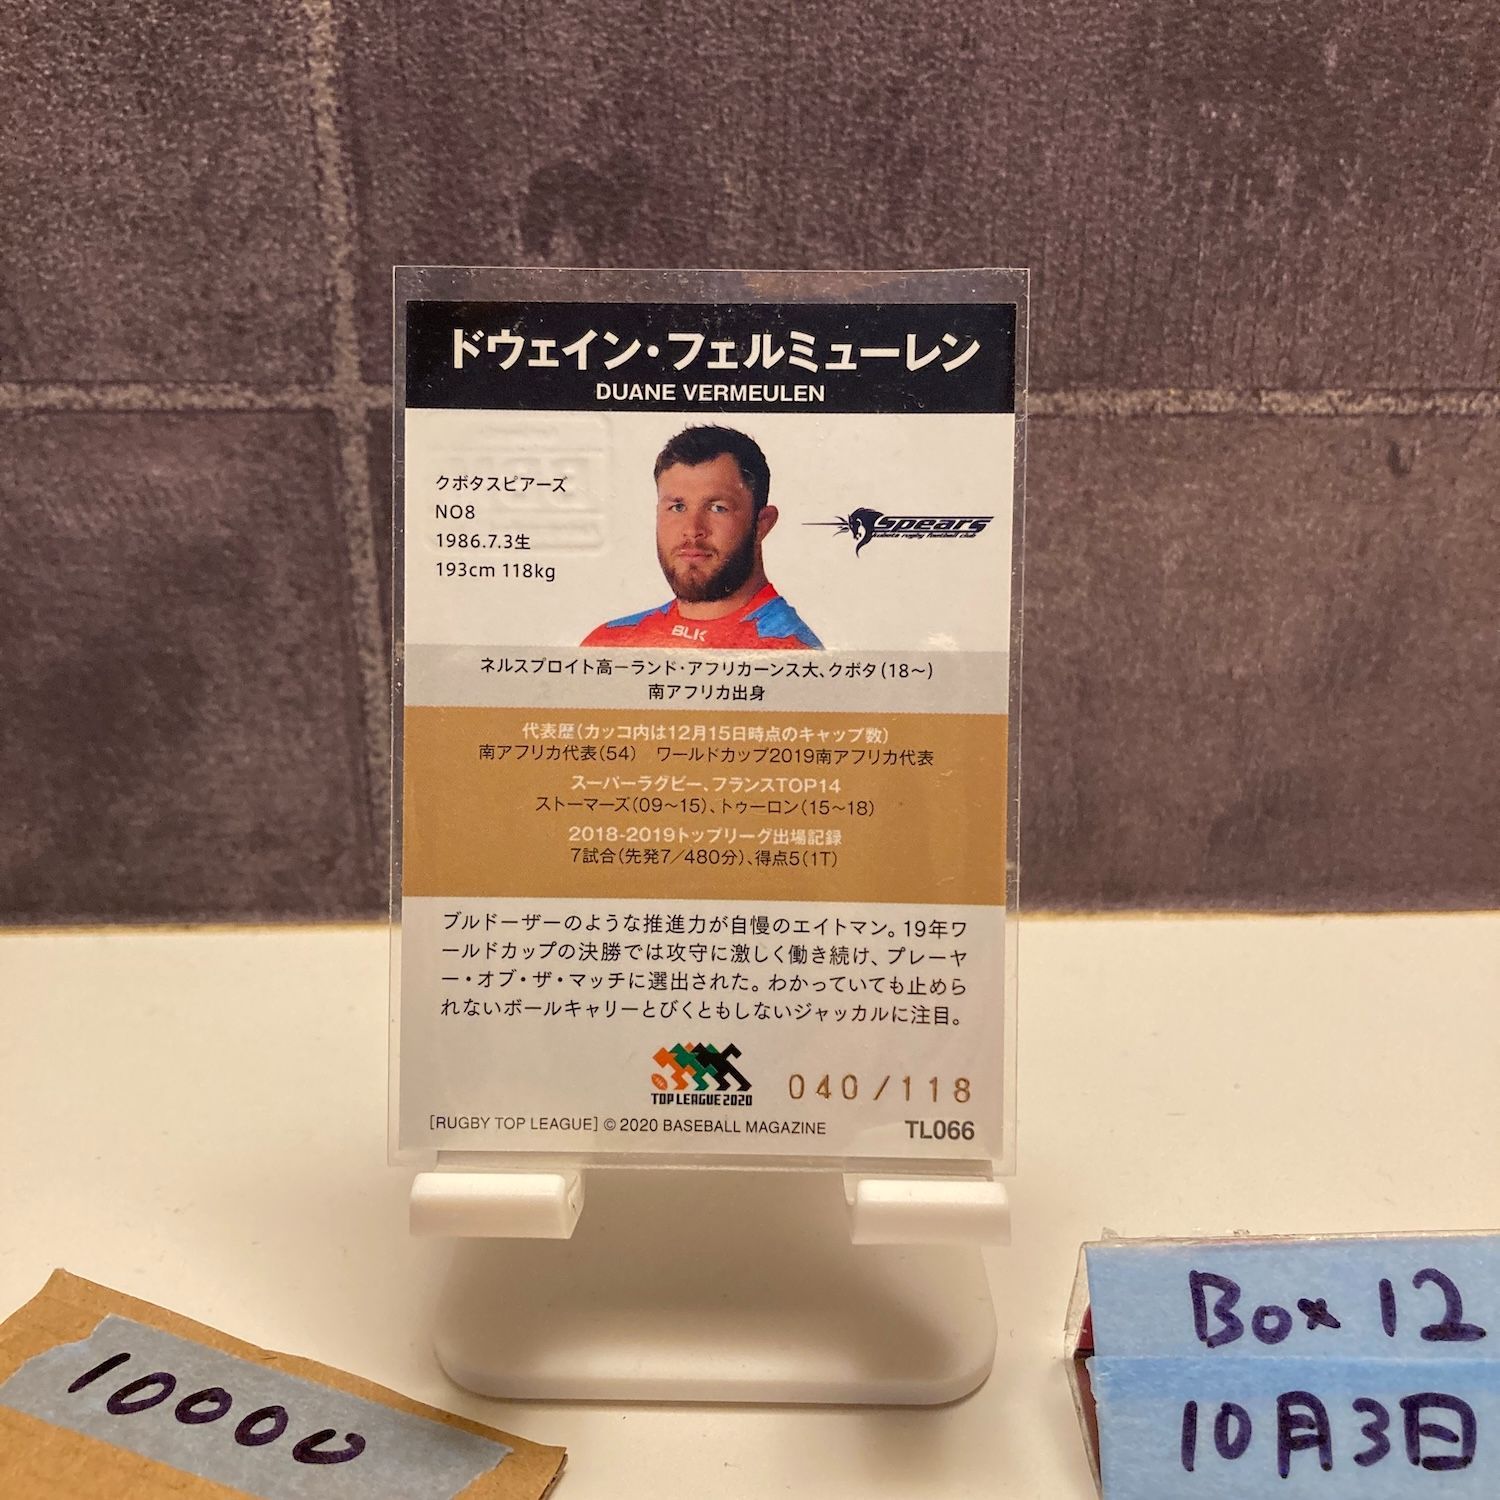 ドウェイン・フェルミューレン
DUANE VERMEULEN
クボタスピアーズ
NO8
1986.7.3生
193cm 118kg
Spears
kubota rugby football club
BLK
ネルスプロイト高ーランド・アフリカーンス大、クボタ(18〜)
南アフリカ出身
代表歴(カッコ内は12月15日時点のキャップ数)
南アフリカ代表(54) ワールドカップ2019南アフリカ代表
スーパーラグビー、フランスTOP14
ストーマーズ(09〜15)、トゥーロン(15〜18)
2018-2019トップリーグ出場記録
7試合(先発7/480分)、得点5(1T)
ブルドーザーのような推進力が自慢のエイトマン。19年ワ
ールドカップの決勝では攻守に激しく働き続け、プレーヤ
ー・オブ・ザ・マッチに選出された。わかっていても止めら
れないボールキャリーとびくともしないジャッカルに注目。
TOP LEAGUE 2020
040/118
[RUGBY TOP LEAGUE] © 2020 BASEBALL MAGAZINE
TL066
10000
Box 12
10月3日